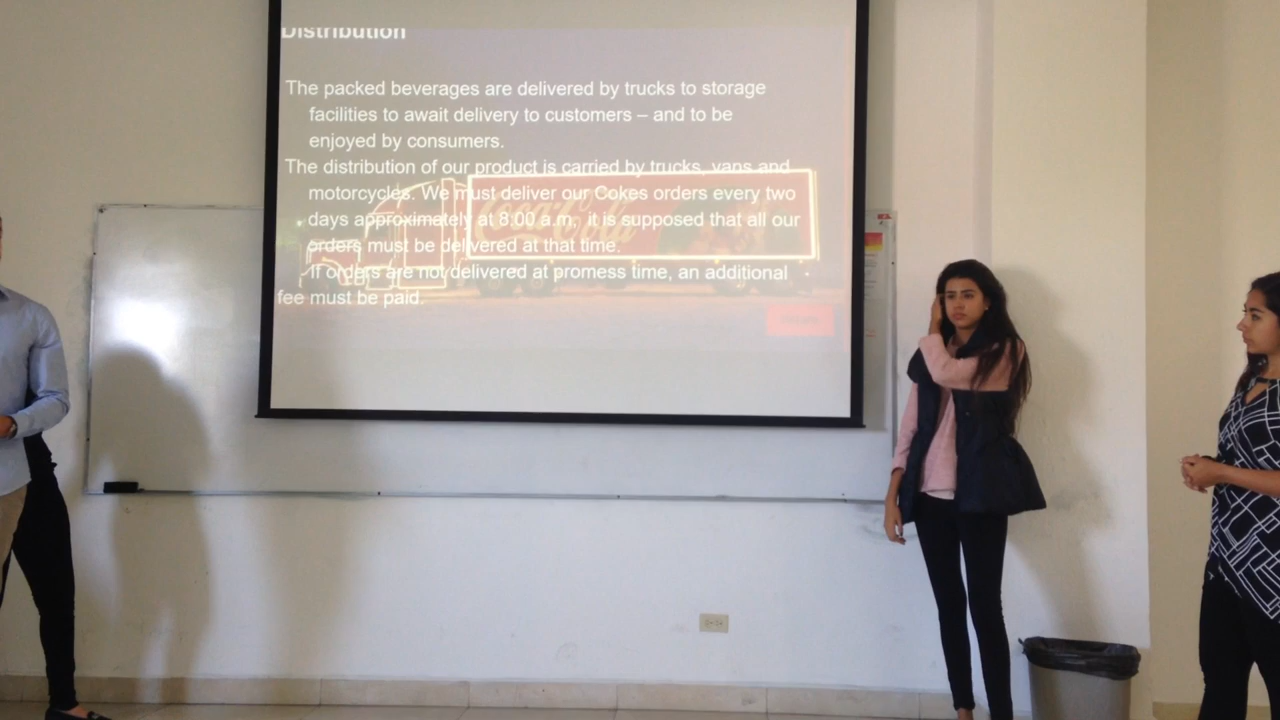 Distribution
The packed beverages are delivered by trucks to storage
facilities to await delivery to customers – and to be
enjoyed by consumers.
The distribution of our product is carried by trucks, vans and
motorcycles. We must deliver our Cokes orders every two
days approximately at 8:00 a.m, it is supposed that all our
orders must be delivered at that time.
If orders are not delivered at promess time, an additional
fee must be paid.
Coca-Cola